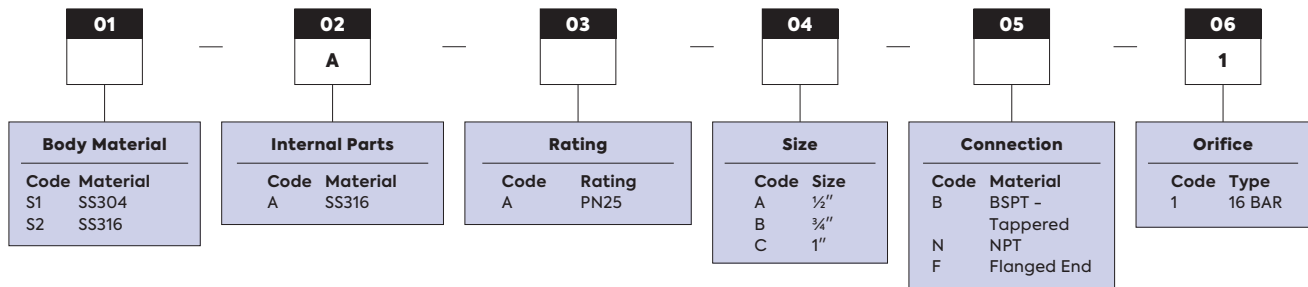 01 — 02 — 03 — 04 — 05 — 06
A 1
Body Material
Code Material
S1 SS304
S2 SS316
Internal Parts
Code Material
A SS316
Rating
Code Rating
A PN25
Size
Code Size
A ½"
B ¾"
C 1"
Connection
Code Material
B BSPT -
Tappered
N NPT
F Flanged End
Orifice
Code Type
1 16 BAR